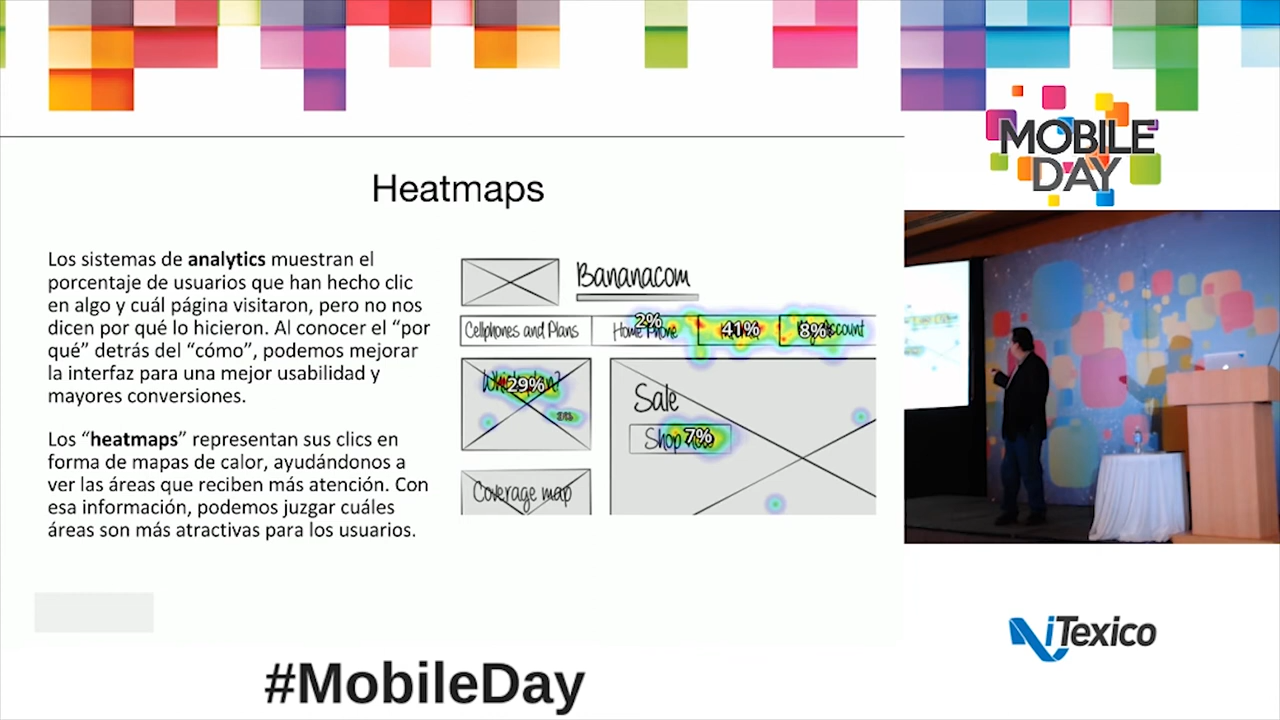 MOBILE
DAY
Heatmaps
Los sistemas de analytics muestran el
porcentaje de usuarios que han hecho clic
en algo y cuál página visitaron, pero no nos
dicen por qué lo hicieron. Al conocer el “por
qué” detrás del “cómo”, podemos mejorar
la interfaz para una mejor usabilidad y
mayores conversiones.
Los “heatmaps” representan sus clics en
forma de mapas de calor, ayudándonos a
ver las áreas que reciben más atención. Con
esa información, podemos juzgar cuáles
áreas son más atractivas para los usuarios.
Bananacom
Cellphones and Plans
Home Phone
2%
41%
8%
29%
Sale
Shop
7%
Coverage map
iTexico
#MobileDay